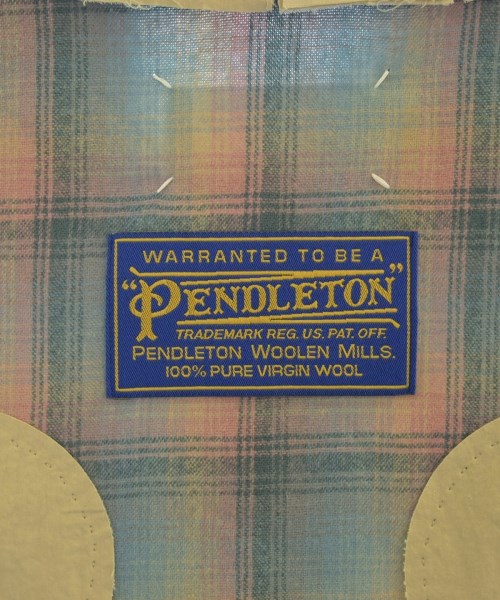 WARRANTED TO BE A
"PENDLETON"
TRADEMARK REG. US. PAT. OFF.
PENDLETON WOOLEN MILLS.
100% PURE VIRGIN WOOL